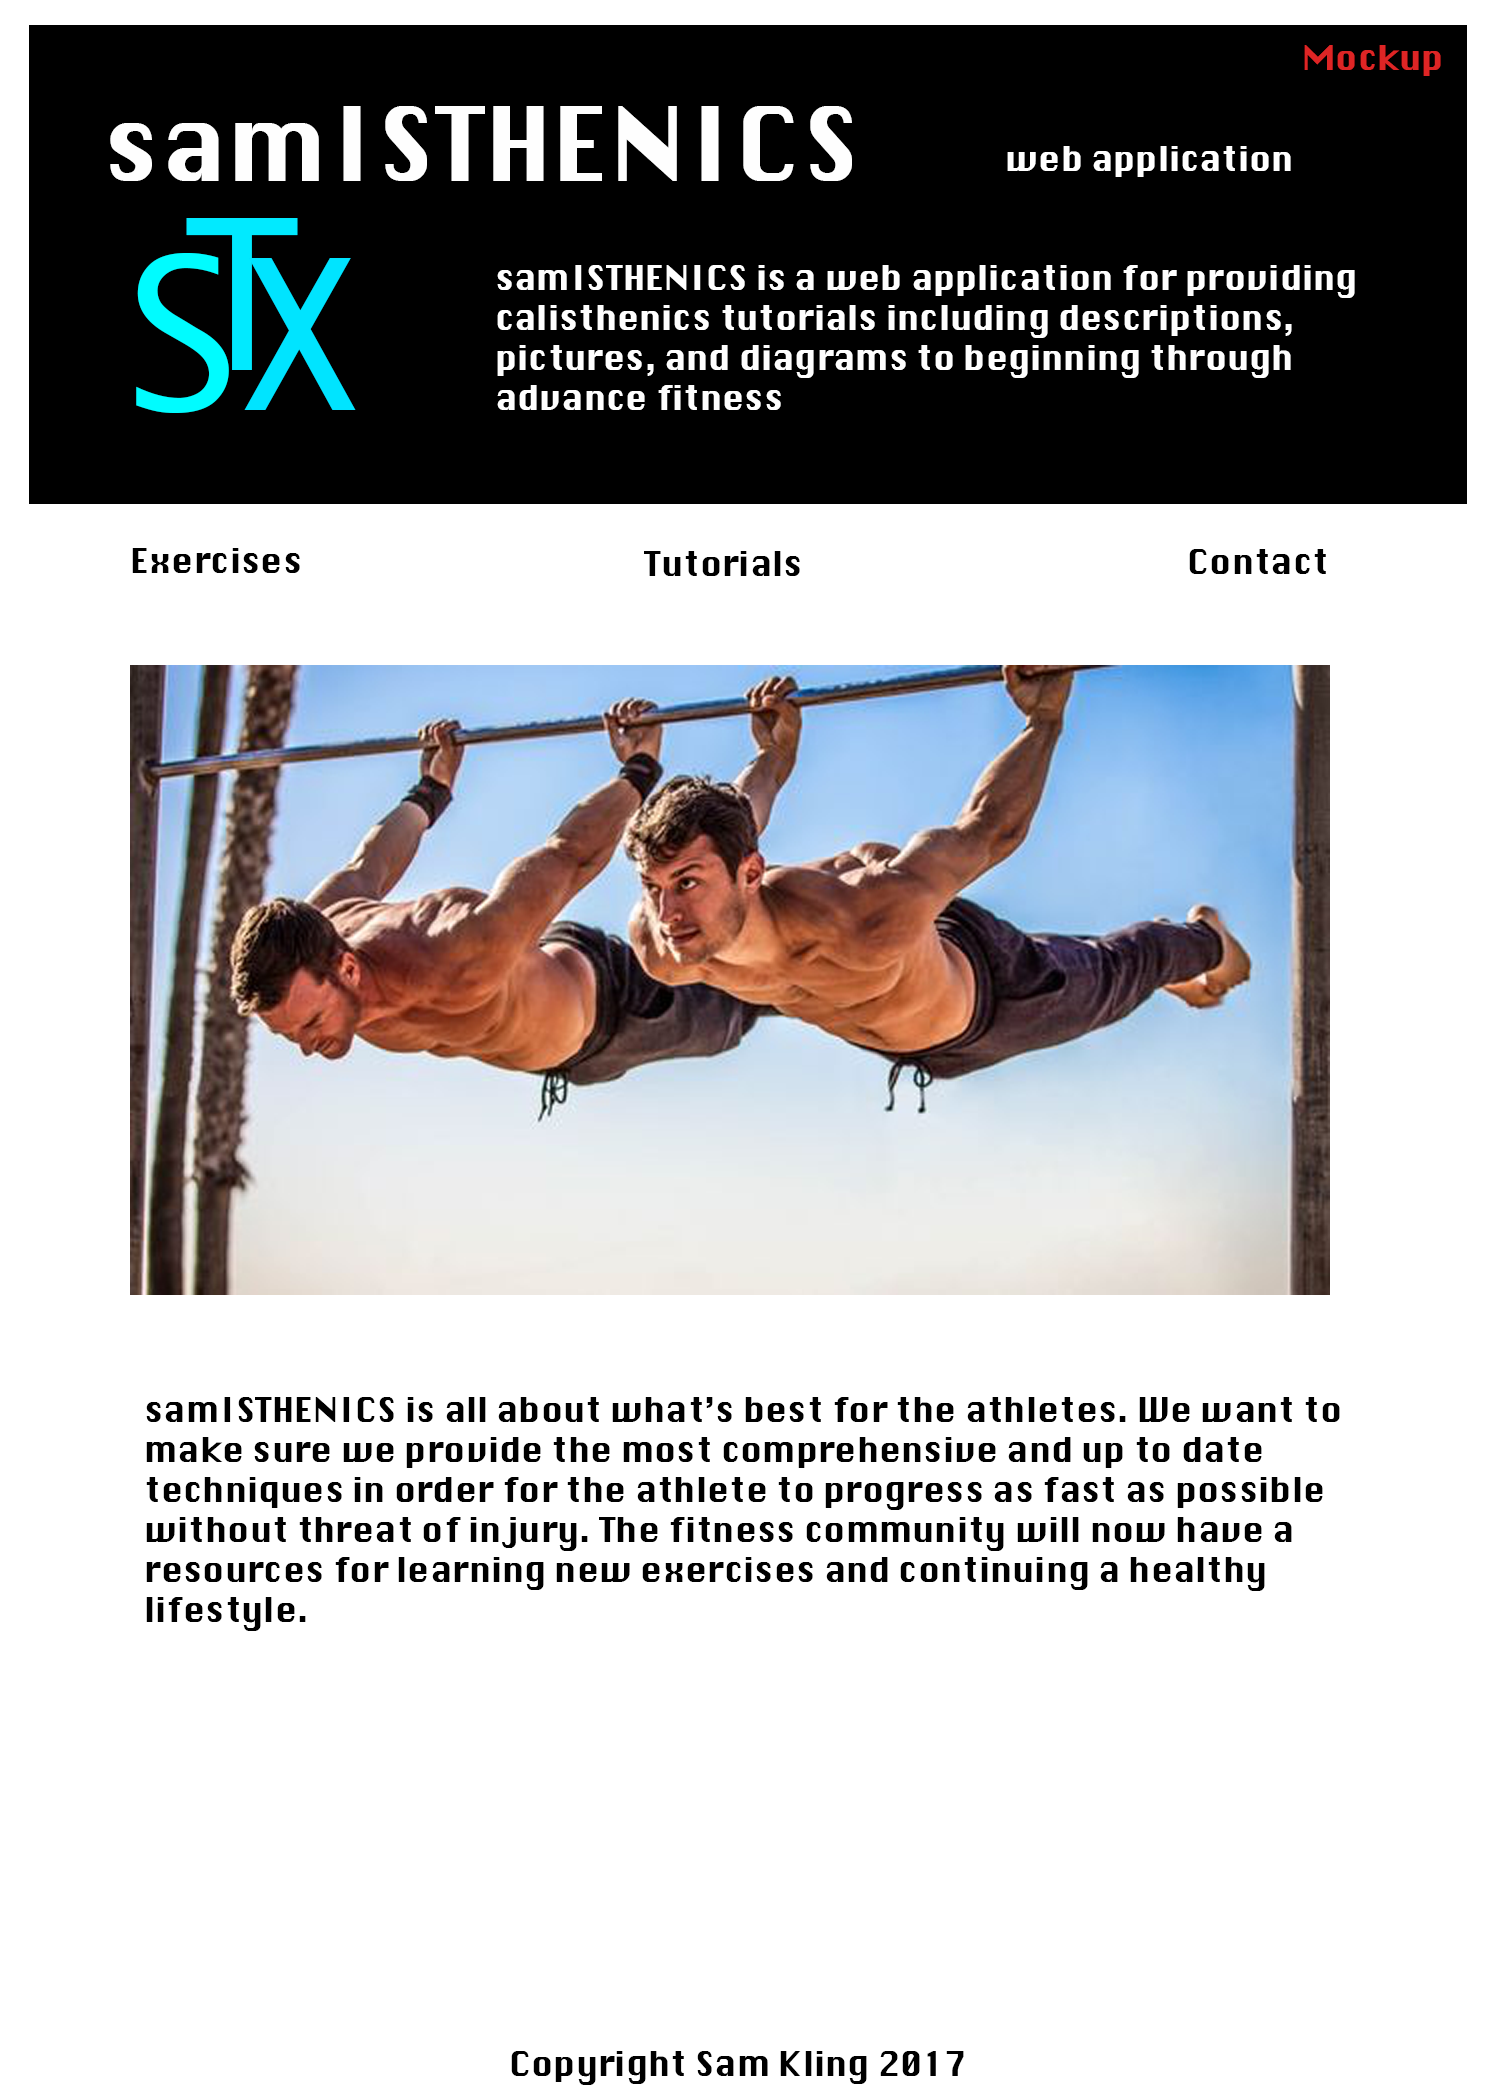 Mockup
samISTHENICS
web application
STX
samISTHENICS is a web application for providing
calisthenics tutorials including descriptions,
pictures, and diagrams to beginning through
advance fitness
Exercises
Tutorials
Contact
samISTHENICS is all about what's best for the athletes. We want to
make sure we provide the most comprehensive and up to date
techniques in order for the athlete to progress as fast as possible
without threat of injury. The fitness community will now have a
resources for learning new exercises and continuing a healthy
lifestyle.
Copyright Sam Kling 2017